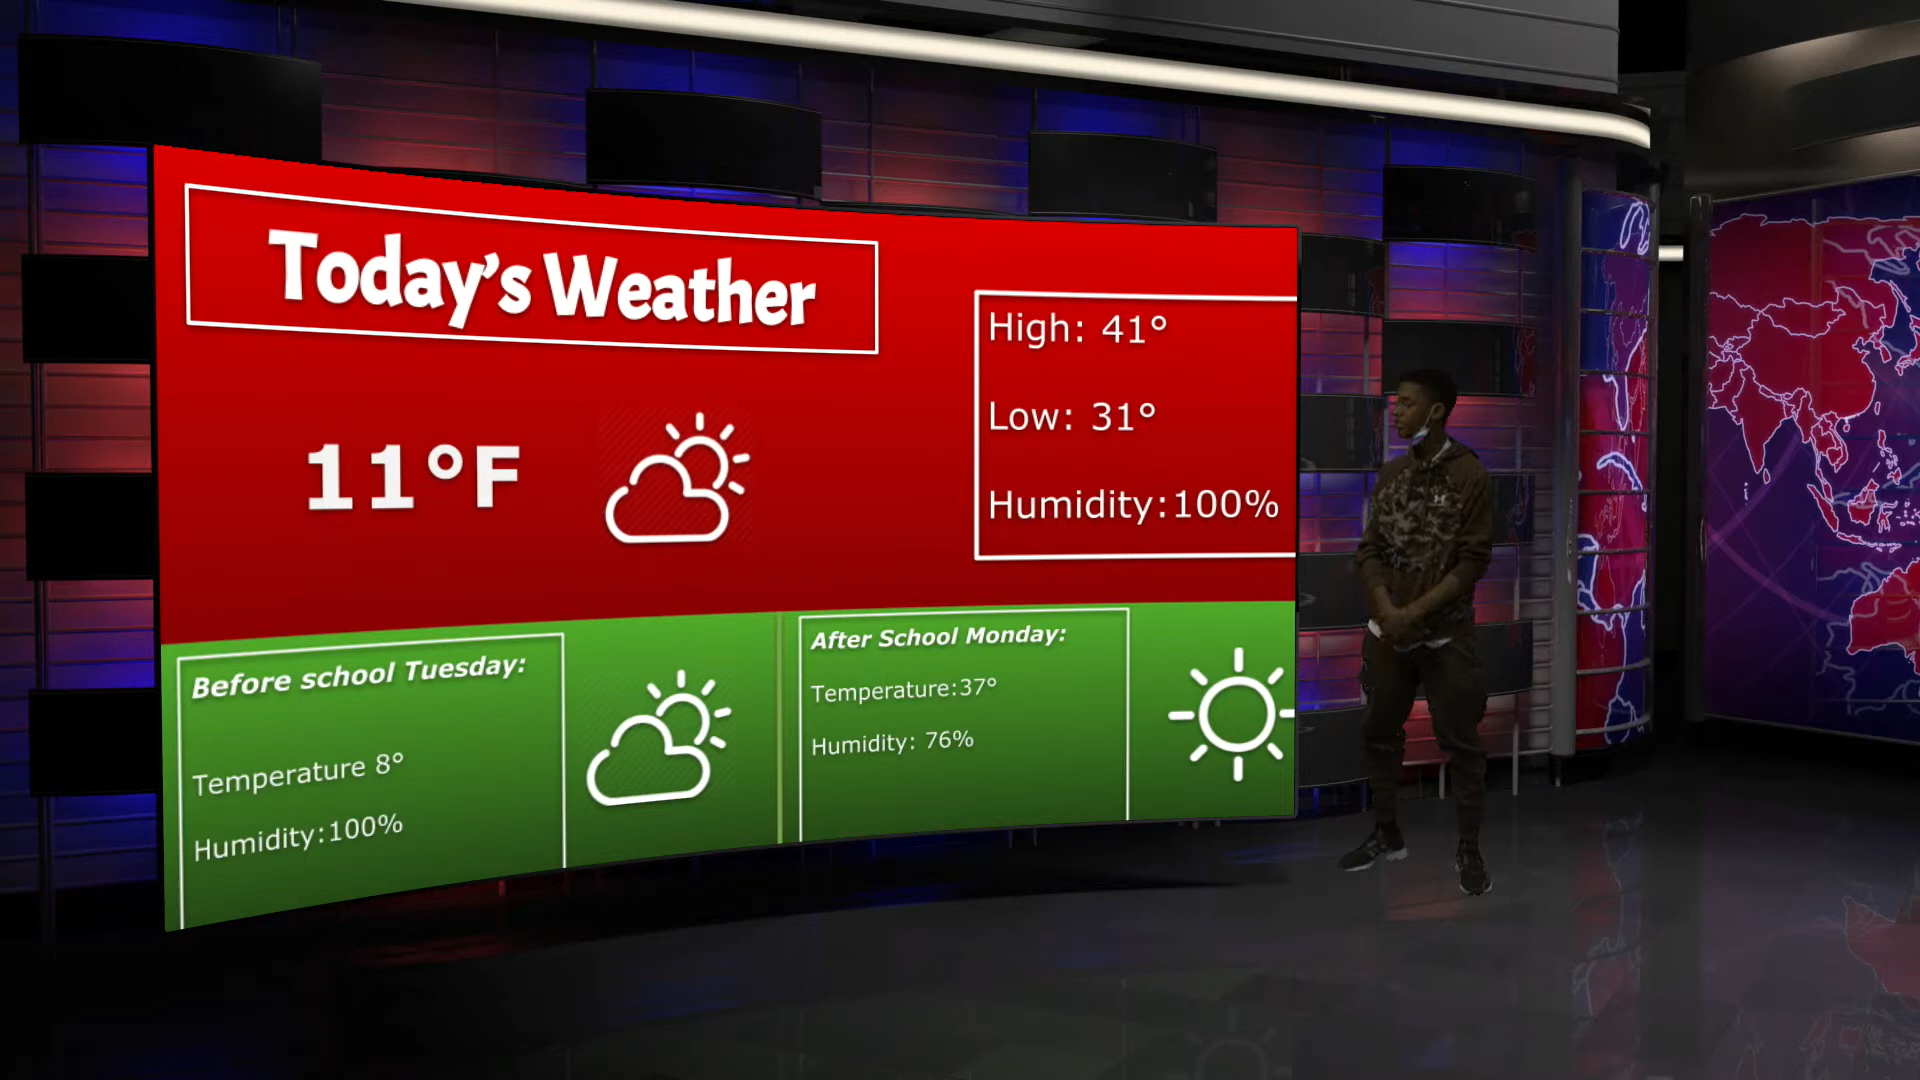 Today's Weather
11°F
High: 41°
Low: 31°
Humidity:100%
Before school Tuesday:
Temperature 8°
Humidity:100%
After School Monday:
Temperature:37°
Humidity: 76%